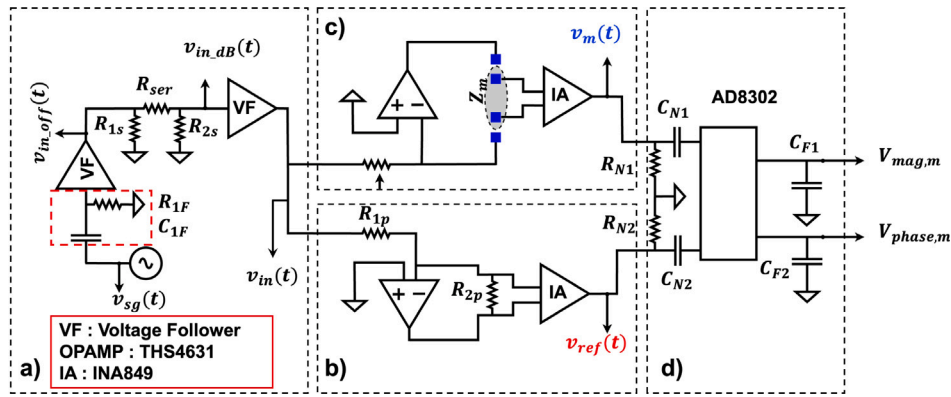 a)
v_sg(t)
C_1F
R_1F
VF
v_in_off(t)
R_1s
R_ser
R_2s
v_in_dB(t)
VF
v_in(t)
VF : Voltage Follower
OPAMP : THS4631
IA : INA849
c)
+ −
Z_m
IA
v_m(t)
b)
R_1p
+ −
R_2p
IA
v_ref(t)
d)
C_N1
R_N1
R_N2
C_N2
AD8302
C_F1
V_mag,m
C_F2
V_phase,m